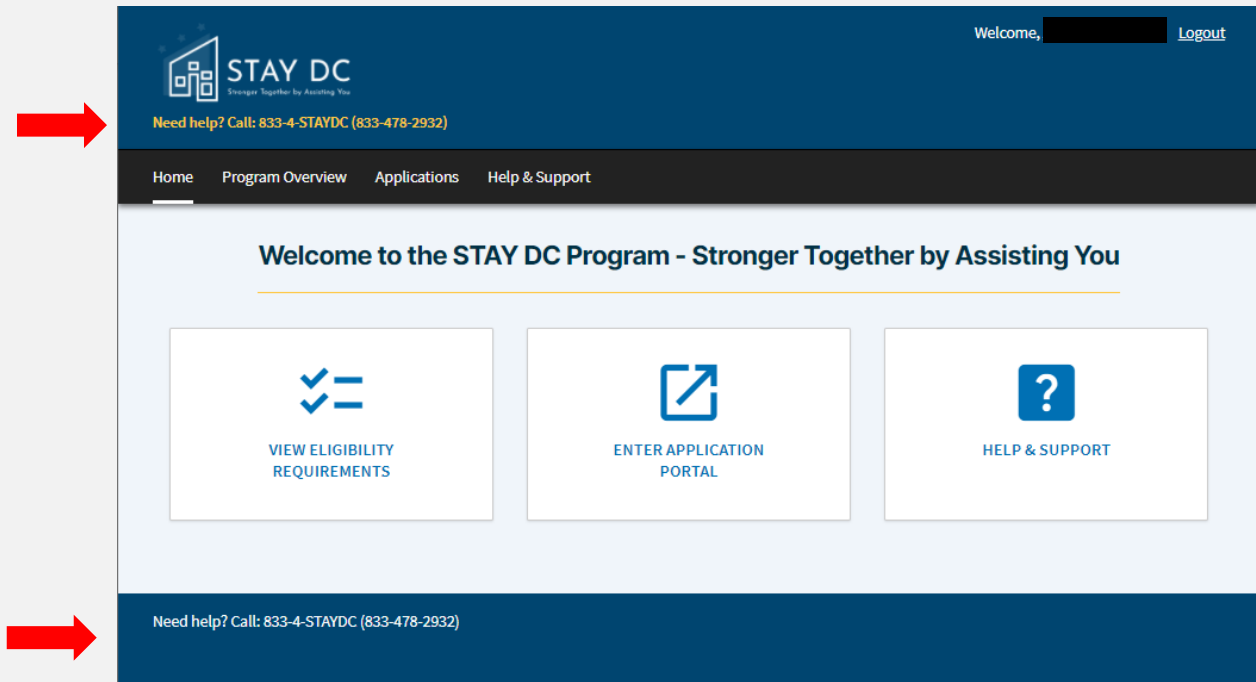 Welcome,
Logout
STAY DC
Stronger Together by Assisting You
Need help? Call: 833-4-STAYDC (833-478-2932)
Home Program Overview Applications Help & Support
Welcome to the STAY DC Program - Stronger Together by Assisting You
VIEW ELIGIBILITY
REQUIREMENTS
ENTER APPLICATION
PORTAL
HELP & SUPPORT
Need help? Call: 833-4-STAYDC (833-478-2932)